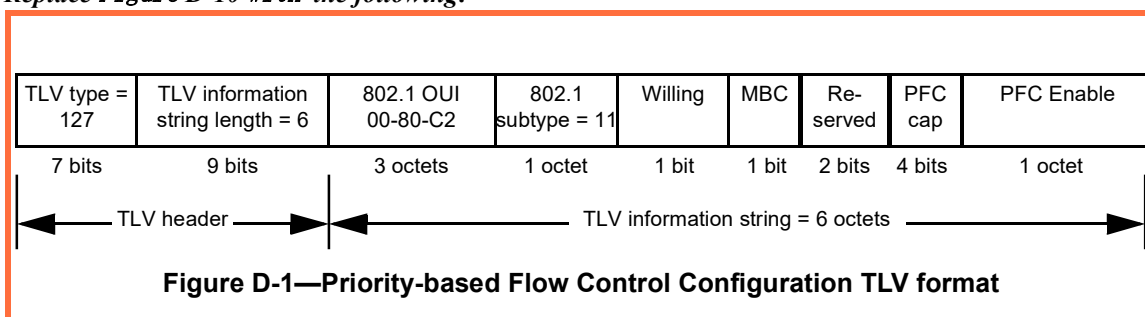 Replace Figure D-10 with the following:
TLV type = 127
TLV information string length = 6
802.1 OUI 00-80-C2
802.1 subtype = 11
Willing
MBC
Re-served
PFC cap
PFC Enable
7 bits 9 bits 3 octets 1 octet 1 bit 1 bit 2 bits 4 bits 1 octet
TLV header TLV information string = 6 octets
Figure D-1—Priority-based Flow Control Configuration TLV format